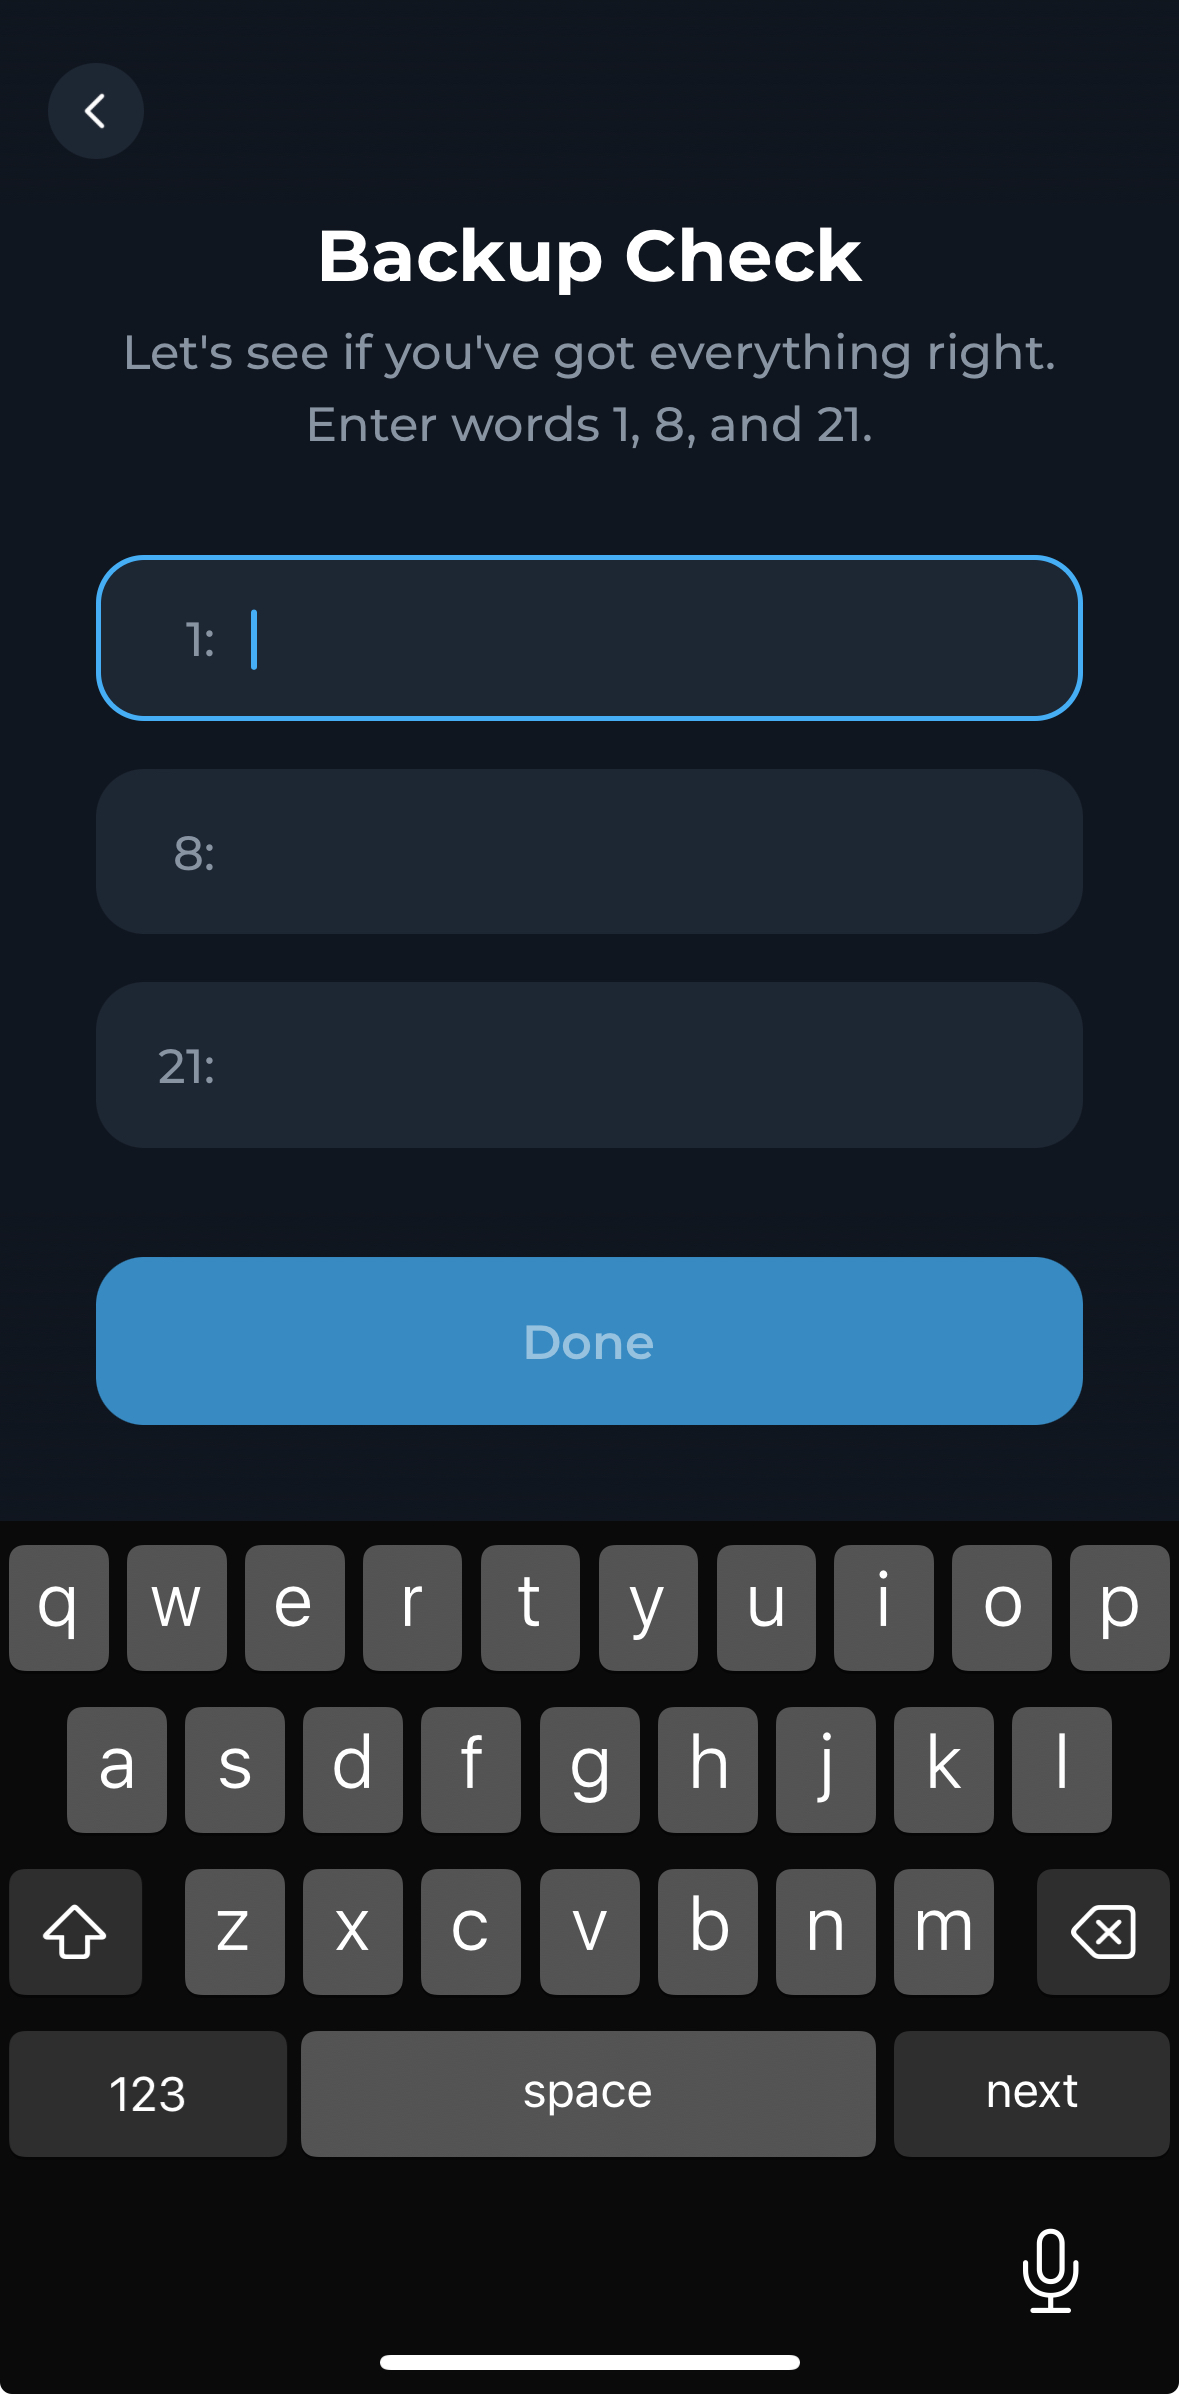 Backup Check
Let's see if you've got everything right.
Enter words 1, 8, and 21.
1:
8:
21:
Done
q w e r t y u i o p
a s d f g h j k l
z x c v b n m
123 space next